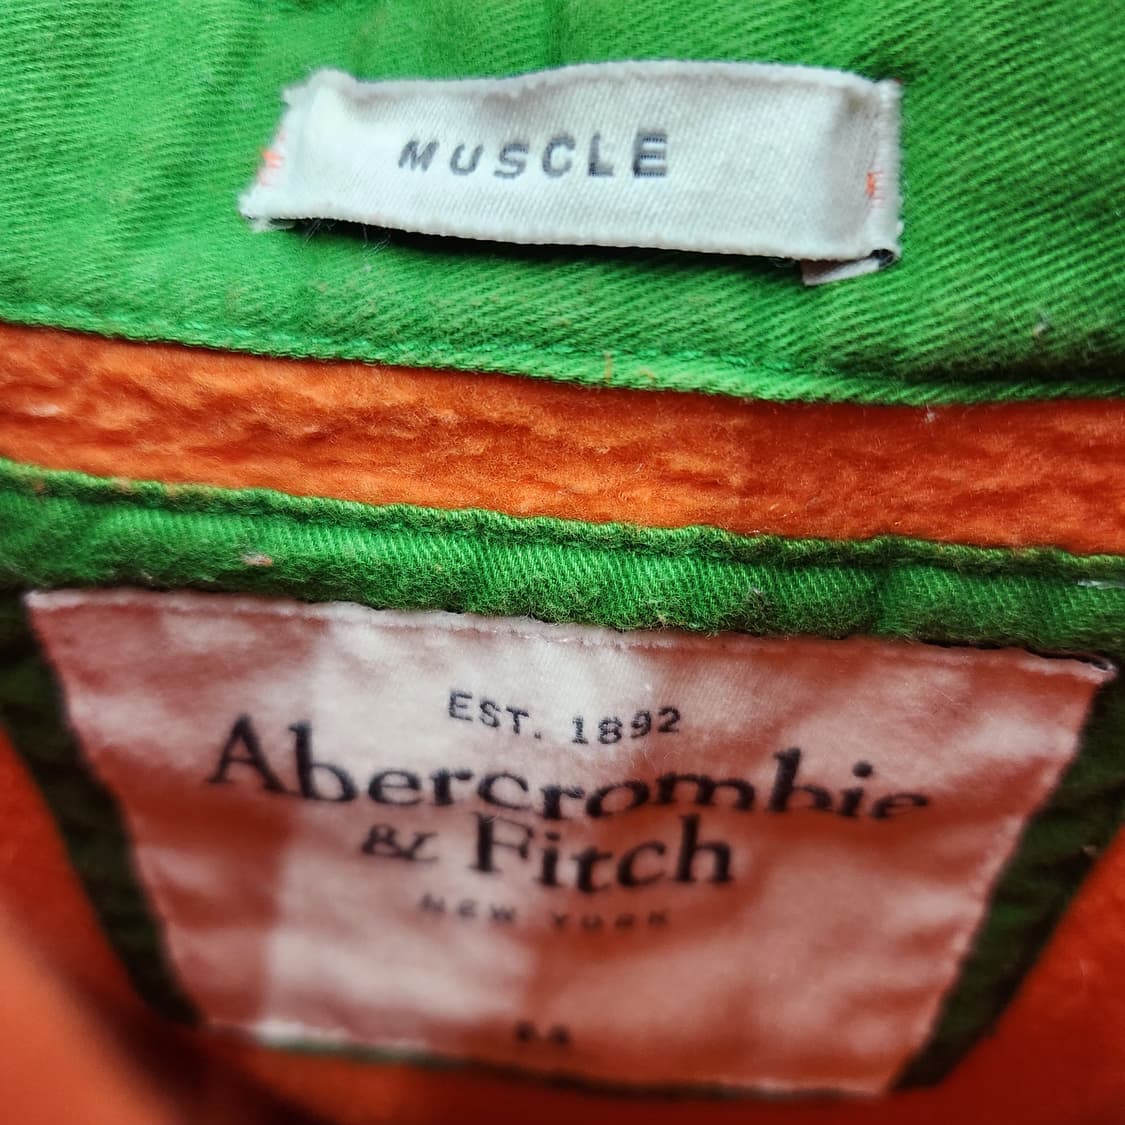 MUSCLE
EST. 1892
Abercrombie
& Fitch
NEW YORK